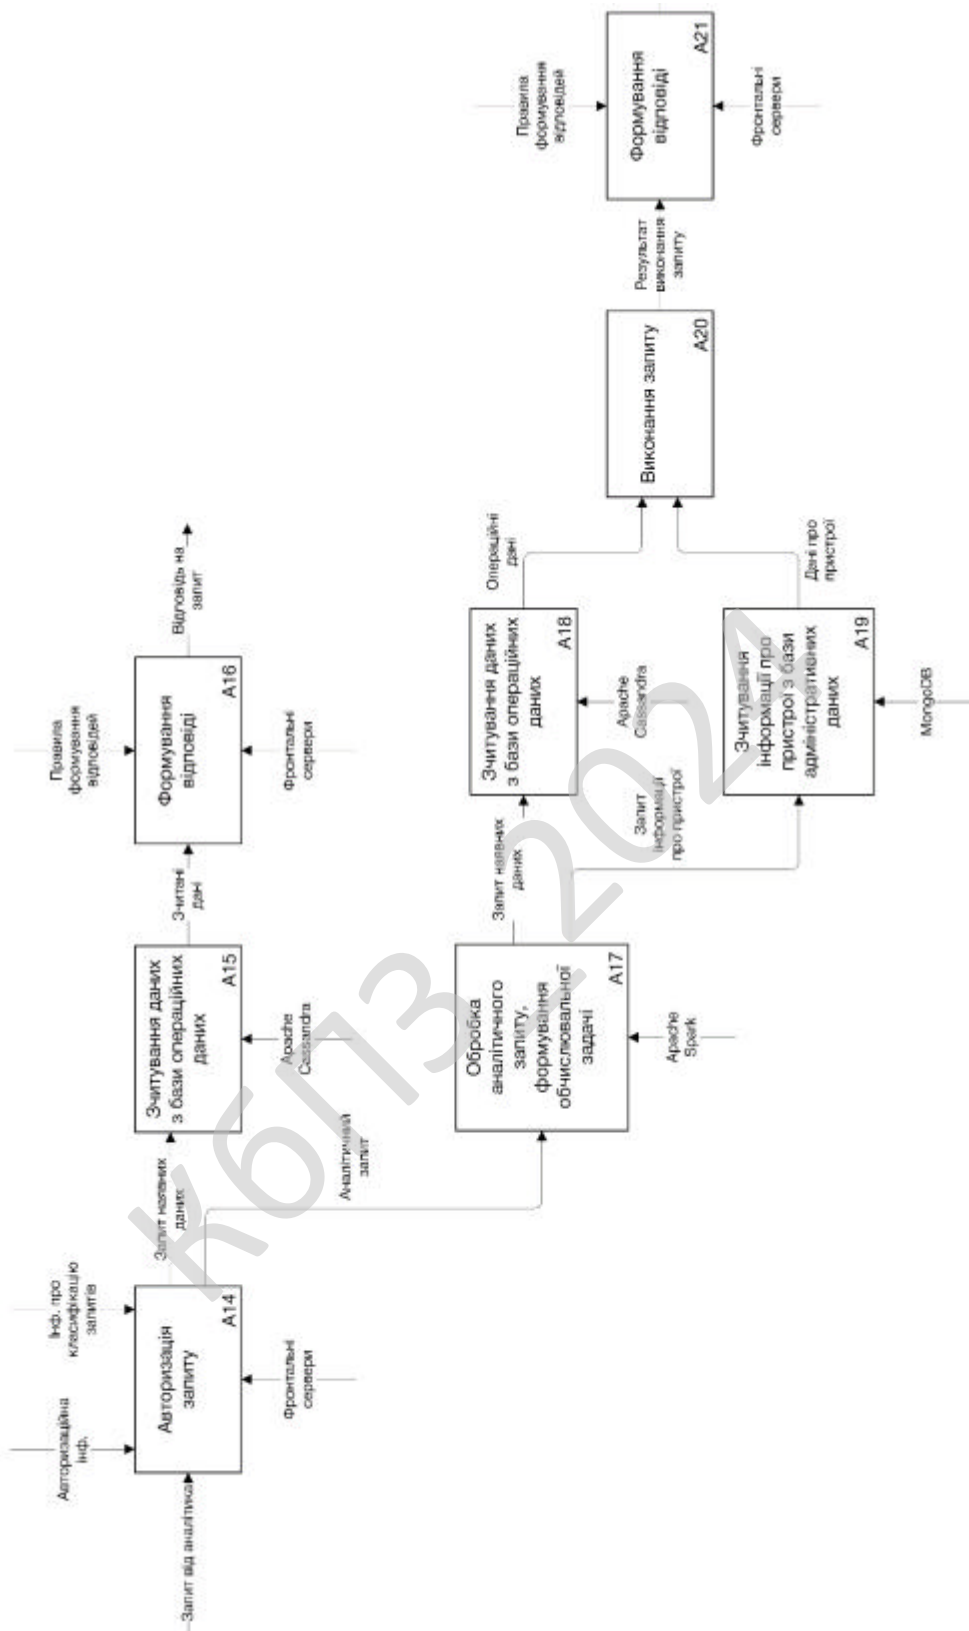 Запит від аналітика
Авторизаційна
інф.
Інф. про
класифікацію
запитів
Авторизація
запиту
A14
Фронтальні
сервери
Запит наявних
даних
Аналітичний
запит
Зчитування даних
з бази операційних
даних
A15
Apache
Cassandra
Зчитані
дані
Правила
формування
відповідей
Формування
відповіді
A16
Фронтальні
сервери
Відповідь на
запит
Обробка
аналітичного
запиту,
формування
обчислювальної
задачі
A17
Apache
Spark
Запит наявних
даних
Запит
інформації
про пристрої
Зчитування даних
з бази операційних
даних
A18
Apache
Cassandra
Операційні
дані
Зчитування
інформації про
пристрої з бази
адміністративних
даних
A19
MongoDB
Дані про
пристрої
Виконання запиту
A20
Результат
виконання
запиту
Правила
формування
відповідей
Формування
відповіді
A21
Фронтальні
сервери
КБПЗ_2024